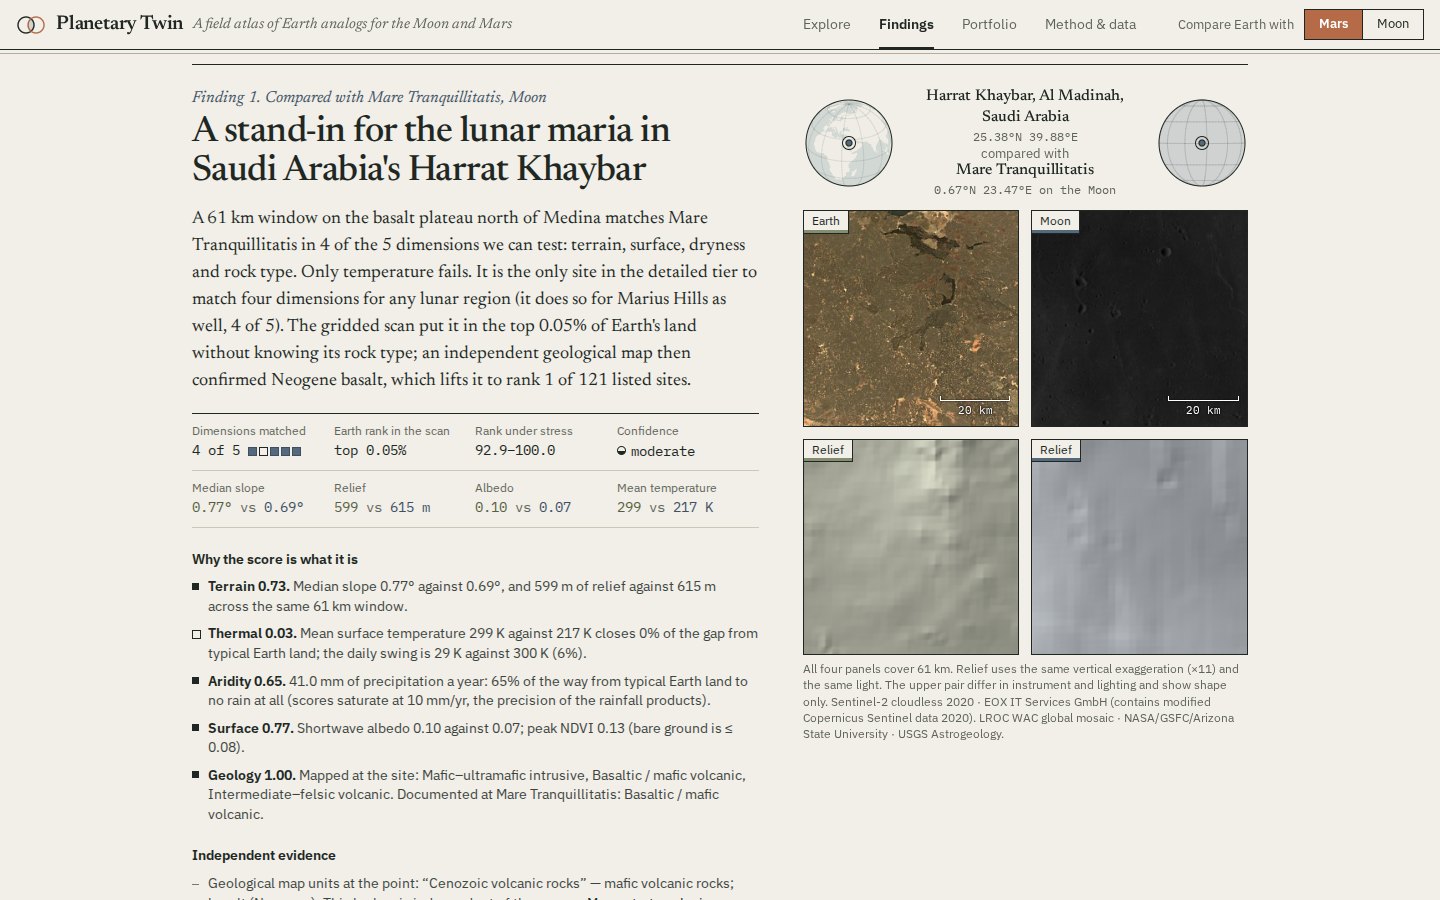 Planetary Twin
A field atlas of Earth analogs for the Moon and Mars
Explore
Findings
Portfolio
Method & data
Compare Earth with
Mars
Moon
Finding 1. Compared with Mare Tranquillitatis, Moon
A stand-in for the lunar maria in
Saudi Arabia's Harrat Khaybar
A 61 km window on the basalt plateau north of Medina matches Mare
Tranquillitatis in 4 of the 5 dimensions we can test: terrain, surface, dryness
and rock type. Only temperature fails. It is the only site in the detailed tier to
match four dimensions for any lunar region (it does so for Marius Hills as
well, 4 of 5). The gridded scan put it in the top 0.05% of Earth's land
without knowing its rock type; an independent geological map then
confirmed Neogene basalt, which lifts it to rank 1 of 121 listed sites.
Dimensions matched
4 of 5
Earth rank in the scan
top 0.05%
Rank under stress
92.9–100.0
Confidence
moderate
Median slope
0.77° vs 0.69°
Relief
599 vs 615 m
Albedo
0.10 vs 0.07
Mean temperature
299 vs 217 K
Why the score is what it is
Terrain 0.73. Median slope 0.77° against 0.69°, and 599 m of relief against 615 m
across the same 61 km window.
Thermal 0.03. Mean surface temperature 299 K against 217 K closes 0% of the gap from
typical Earth land; the daily swing is 29 K against 300 K (6%).
Aridity 0.65. 41.0 mm of precipitation a year: 65% of the way from typical Earth land to
no rain at all (scores saturate at 10 mm/yr, the precision of the rainfall products).
Surface 0.77. Shortwave albedo 0.10 against 0.07; peak NDVI 0.13 (bare ground is ≤
0.08).
Geology 1.00. Mapped at the site: Mafic–ultramafic intrusive, Basaltic / mafic volcanic,
Intermediate–felsic volcanic. Documented at Mare Tranquillitatis: Basaltic / mafic
volcanic.
Independent evidence
– Geological map units at the point: “Cenozoic volcanic rocks” — mafic volcanic rocks;
Harrat Khaybar, Al Madinah,
Saudi Arabia
25.38°N 39.88°E
compared with
Mare Tranquillitatis
0.67°N 23.47°E on the Moon
Earth
20 km
Moon
20 km
Relief
Relief
All four panels cover 61 km. Relief uses the same vertical exaggeration (×11) and
the same light. The upper pair differ in instrument and lighting and show shape
only. Sentinel-2 cloudless 2020 · EOX IT Services GmbH (contains modified
Copernicus Sentinel data 2020). LROC WAC global mosaic · NASA/GSFC/Arizona
State University · USGS Astrogeology.